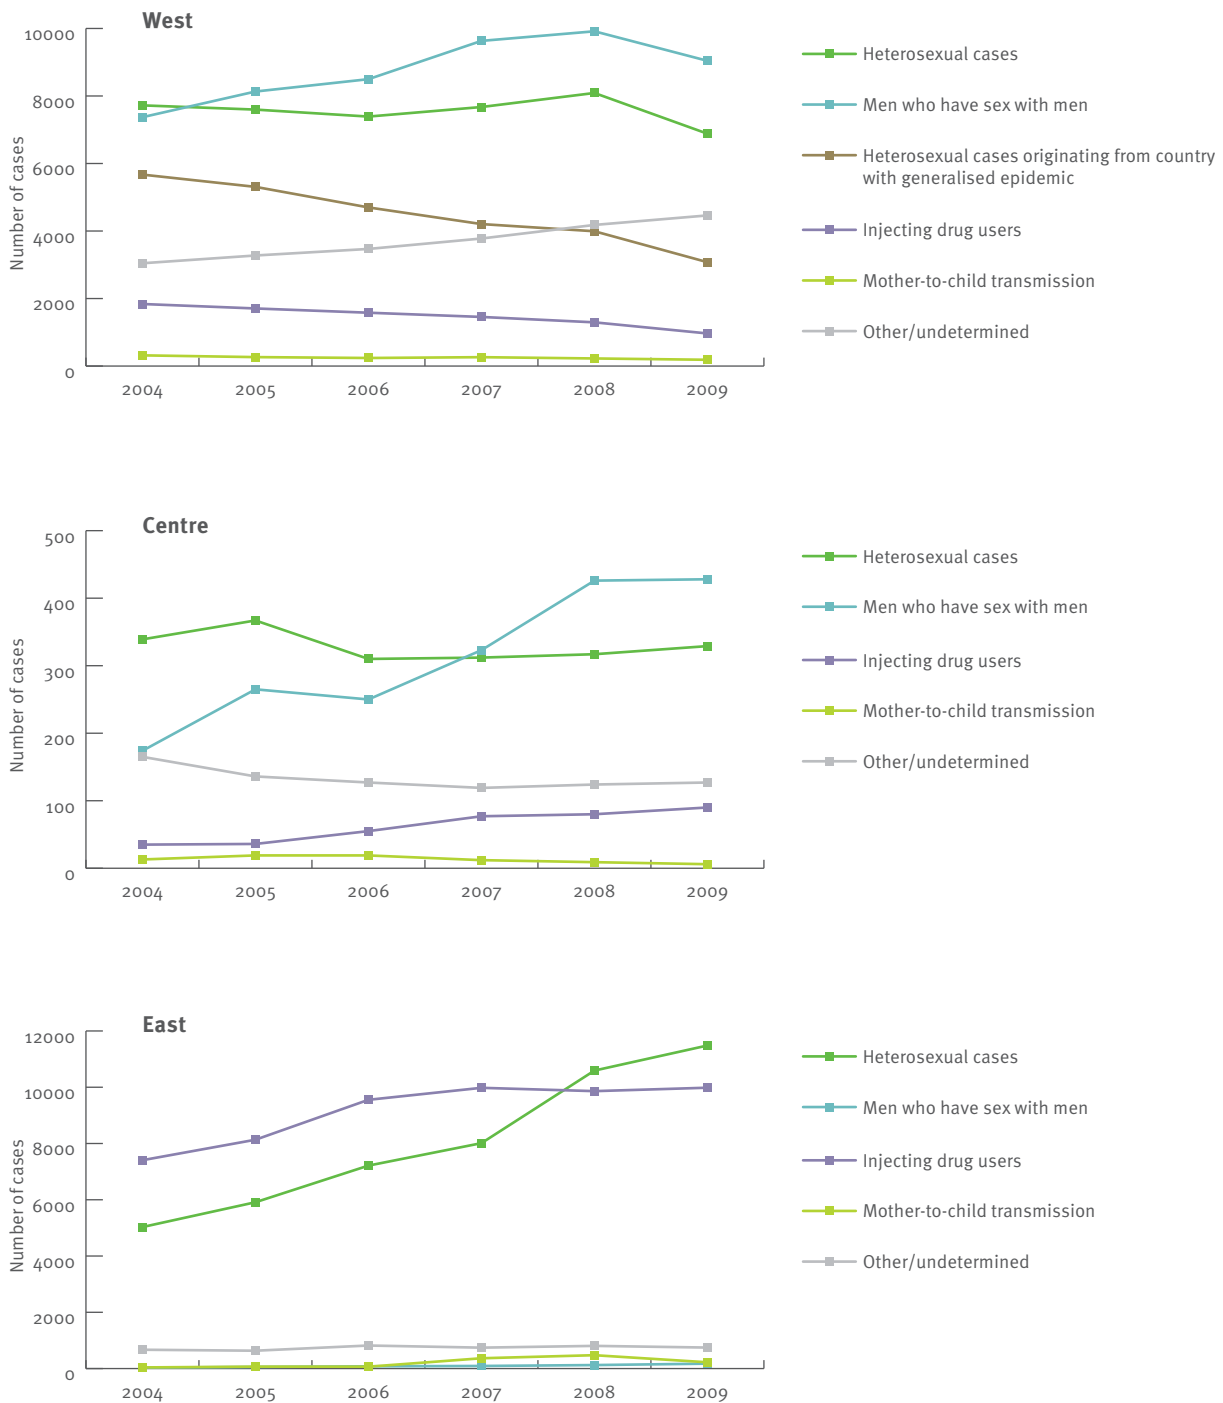 West
10000
8000
6000
4000
2000
0
Number of cases
2004 2005 2006 2007 2008 2009
Heterosexual cases
Men who have sex with men
Heterosexual cases originating from country
with generalised epidemic
Injecting drug users
Mother-to-child transmission
Other/undetermined
Centre
500
400
300
200
100
0
Number of cases
2004 2005 2006 2007 2008 2009
Heterosexual cases
Men who have sex with men
Injecting drug users
Mother-to-child transmission
Other/undetermined
East
12000
10000
8000
6000
4000
2000
0
Number of cases
2004 2005 2006 2007 2008 2009
Heterosexual cases
Men who have sex with men
Injecting drug users
Mother-to-child transmission
Other/undetermined